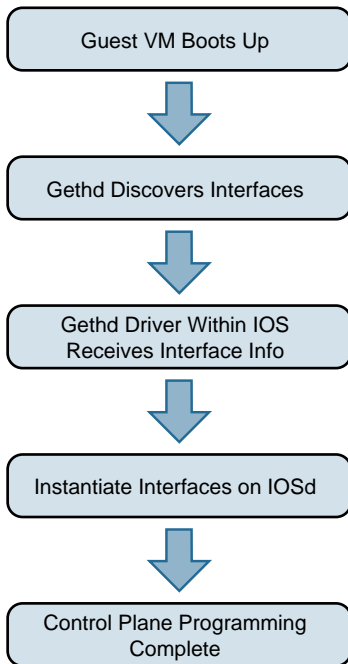 Guest VM Boots Up
Gethd Discovers Interfaces
Gethd Driver Within IOS
Receives Interface Info
Instantiate Interfaces on IOSd
Control Plane Programming
Complete